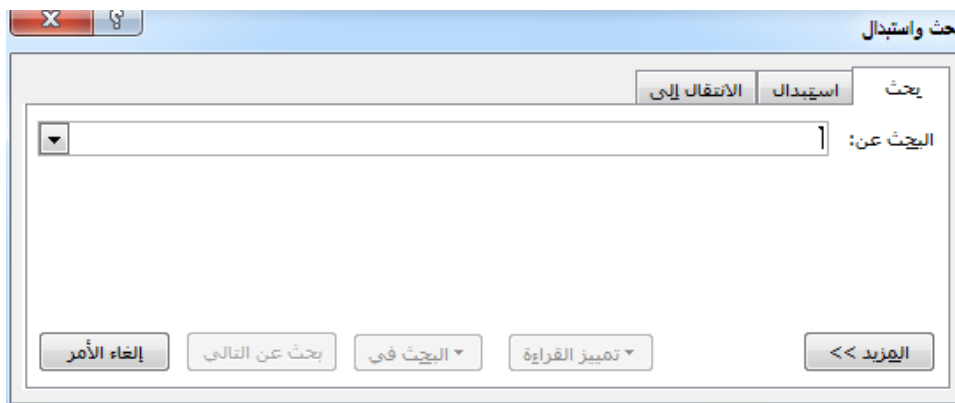 حث واستبدال
بحث استبدال الانتقال إلى
البحث عن:
المزيد >> تمييز القراءة البحث في بحث عن التالي إلغاء الأمر